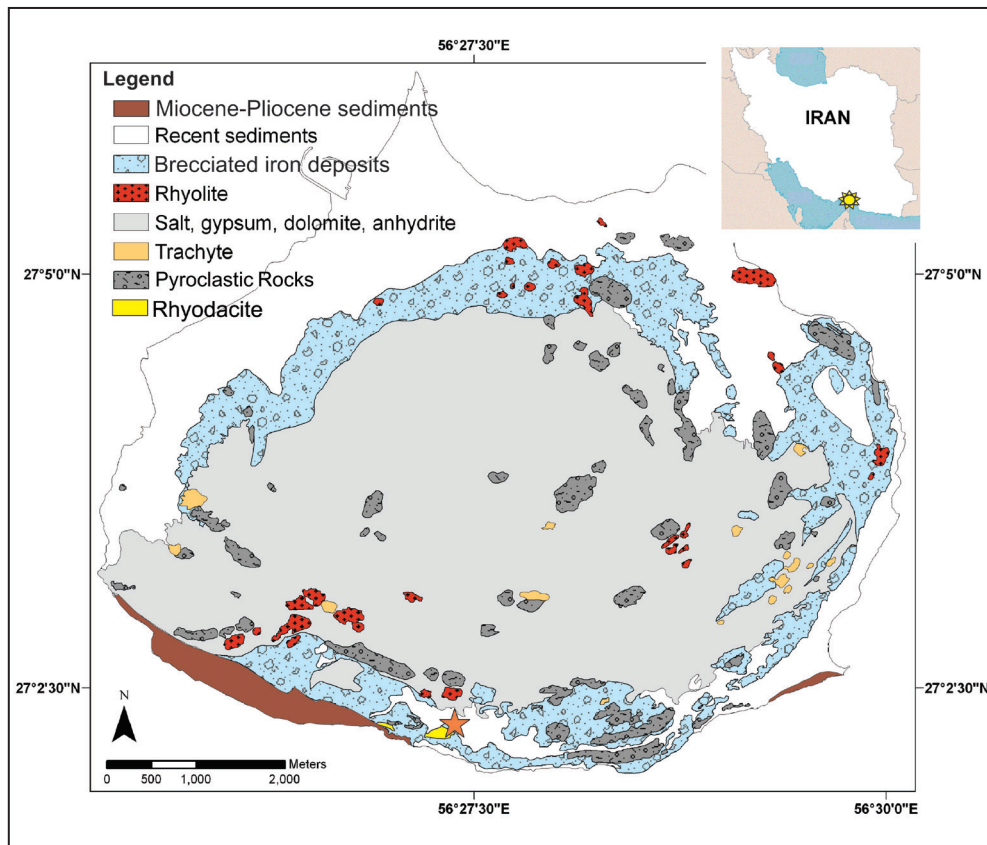 56°27'30"E
Legend
Miocene-Pliocene sediments
Recent sediments
Brecciated iron deposits
Rhyolite
Salt, gypsum, dolomite, anhydrite
Trachyte
Pyroclastic Rocks
Rhyodacite
IRAN
27°5'0"N
27°5'0"N
27°2'30"N
27°2'30"N
N
Meters
0 500 1,000 2,000
56°27'30"E
56°30'0"E